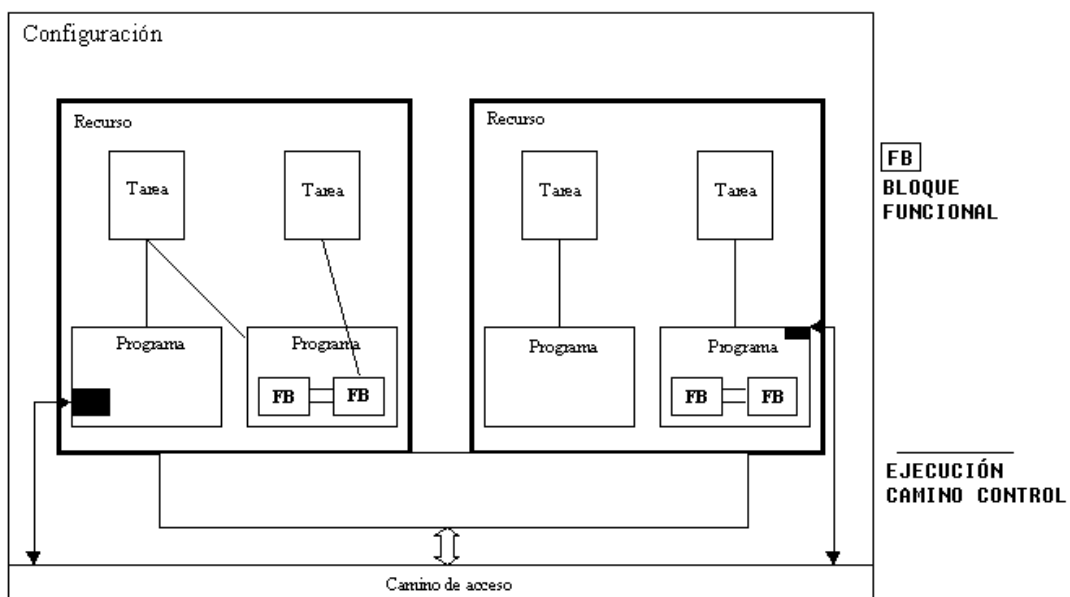 Configuración
Recurso
Tarea
Tarea
Programa
Programa
FB
FB
Recurso
Tarea
Tarea
Programa
Programa
FB
FB
FB
BLOQUE
FUNCIONAL
EJECUCIÓN
CAMINO CONTROL
Camino de acceso